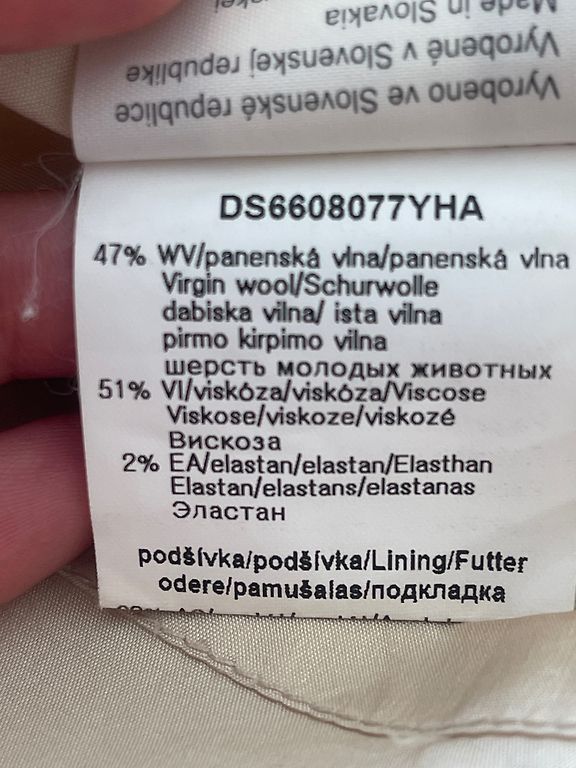 Vyrobeno ve Slovenské republice
Vyrobené v Slovenskej republike
Made in Slovakia
DS6608077YHA
47% WV/panenská vlna/panenská vlna
Virgin wool/Schurwolle
dabiska vilna/ ista vilna
pirmo kirpimo vilna
шерсть молодых животных
51% VI/viskóza/viskóza/Viscose
Viskose/viskoze/viskozé
Вискоза
2% EA/elastan/elastan/Elasthan
Elastan/elastans/elastanas
Эластан
podšívka/podšívka/Lining/Futter
odere/pamušalas/подкладка